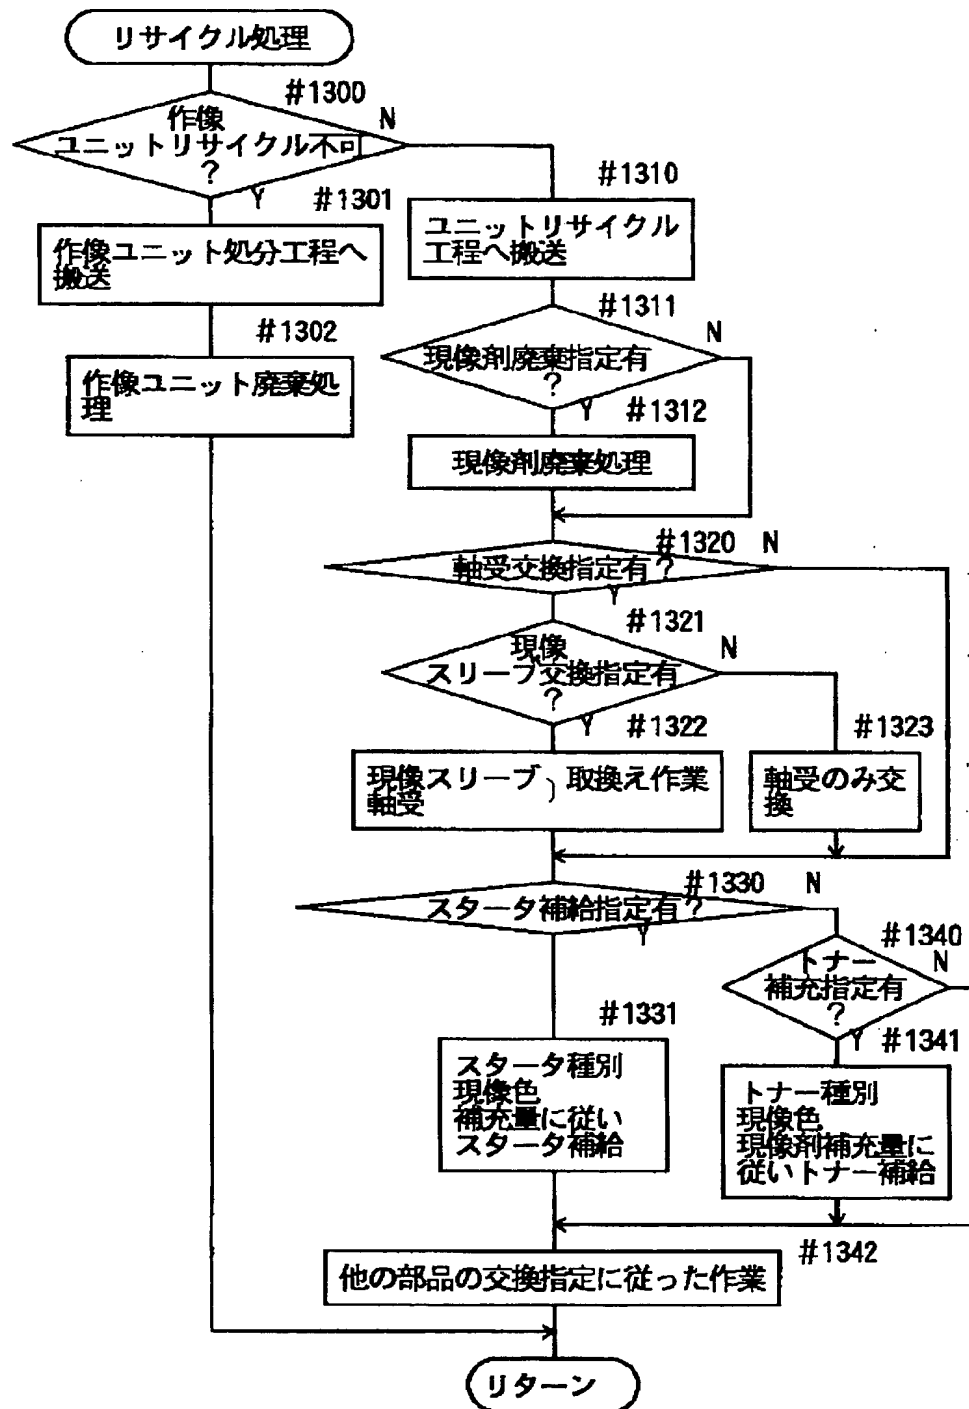 リサイクル処理
#1300
作像
ユニットリサイクル不可
?
N
Y
#1301
作像ユニット処分工程へ
搬送
#1302
作像ユニット廃棄処
理
#1310
ユニットリサイクル
工程へ搬送
#1311
現像剤廃棄指定有
?
N
Y
#1312
現像剤廃棄処理
#1320
軸受交換指定有?
N
Y
#1321
現像
スリーブ交換指定有
?
N
Y
#1322
現像スリーブ
軸受
)取換え作業
#1323
軸受のみ交
換
#1330
スタータ補給指定有?
N
Y
#1331
スタータ種別
現像色
補充量に従い
スタータ補給
#1340
トナー
補充指定有
?
N
Y
#1341
トナー種別
現像色
現像剤補充量に
従いトナー補給
#1342
他の部品の交換指定に従った作業
リターン